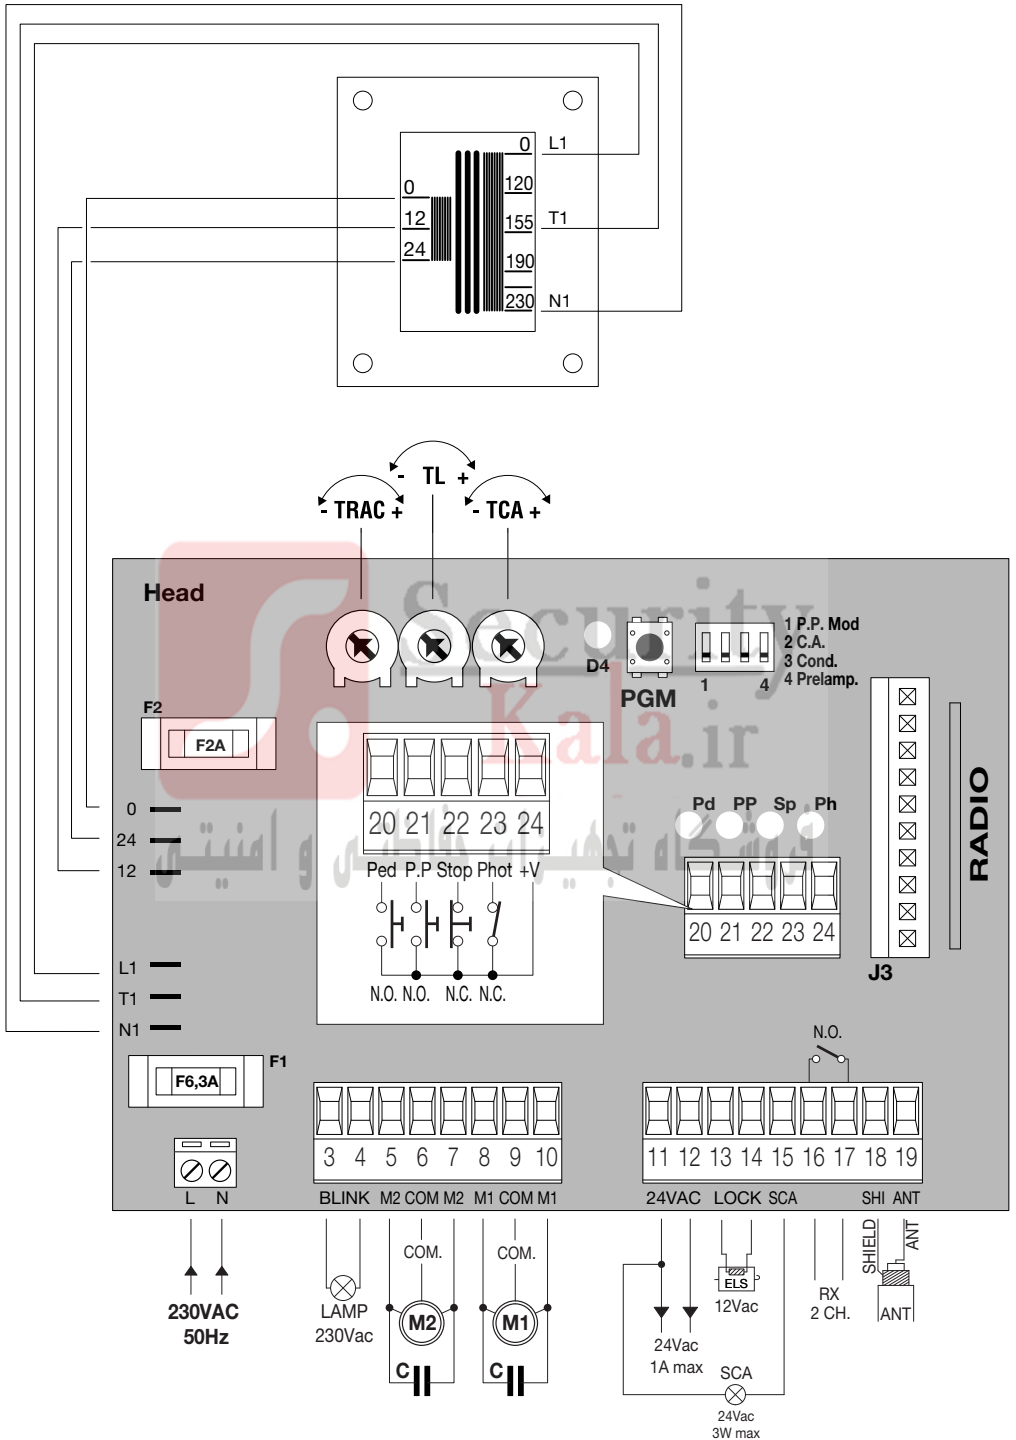 0 L1
120
155 T1
190
230 N1
0
12
24
- TL +
- TRAC +
- TCA +
Head
Security
Kala.ir
فروشگاه تجهیزات حفاظتی و امنیتی
D4
PGM
1 4
1 P.P. Mod
2 C.A.
3 Cond.
4 Prelamp.
F2
F2A
0
24
12
L1
T1
N1
20 21 22 23 24
Ped P.P Stop Phot +V
N.O. N.O. N.C. N.C.
Pd PP Sp Ph
20 21 22 23 24
J3
RADIO
F1
F6,3A
N.O.
L N
3 4 5 6 7 8 9 10
BLINK M2 COM M2 M1 COM M1
11 12 13 14 15 16 17 18 19
24VAC LOCK SCA SHI ANT
230VAC
50Hz
LAMP
230Vac
COM.
M2
C
COM.
M1
C
24Vac
1A max
ELS
12Vac
SCA
24Vac
3W max
RX
2 CH.
SHIELD
ANT
ANT